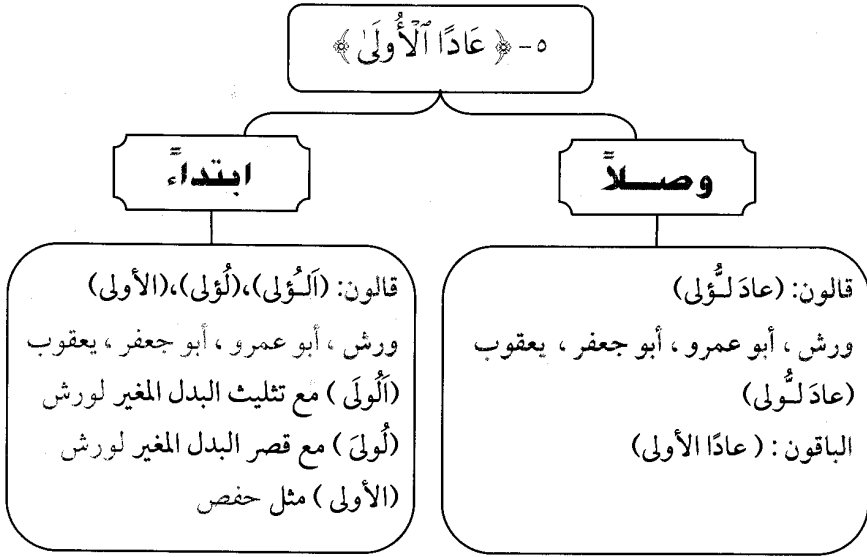 ٥- ﴿ عَادًا ٱلْأُولَىٰ ﴾
وصــلاً
ابتداءً
قالون: (عادَ لـُّؤلى)
ورش ، أبو عمرو ، أبو جعفر ، يعقوب
(عادَ لـُّولى)
الباقون : ( عادًا الأولى)
قالون: (اَلـُؤلى)،(لُؤلى)،(الأولى)
ورش ، أبو عمرو ، أبو جعفر ، يعقوب
(اَلُولَى ) مع تثليث البدل المغير لورش
(لُولىَ ) مع قصر البدل المغير لورش
(الأولى ) مثل حفص